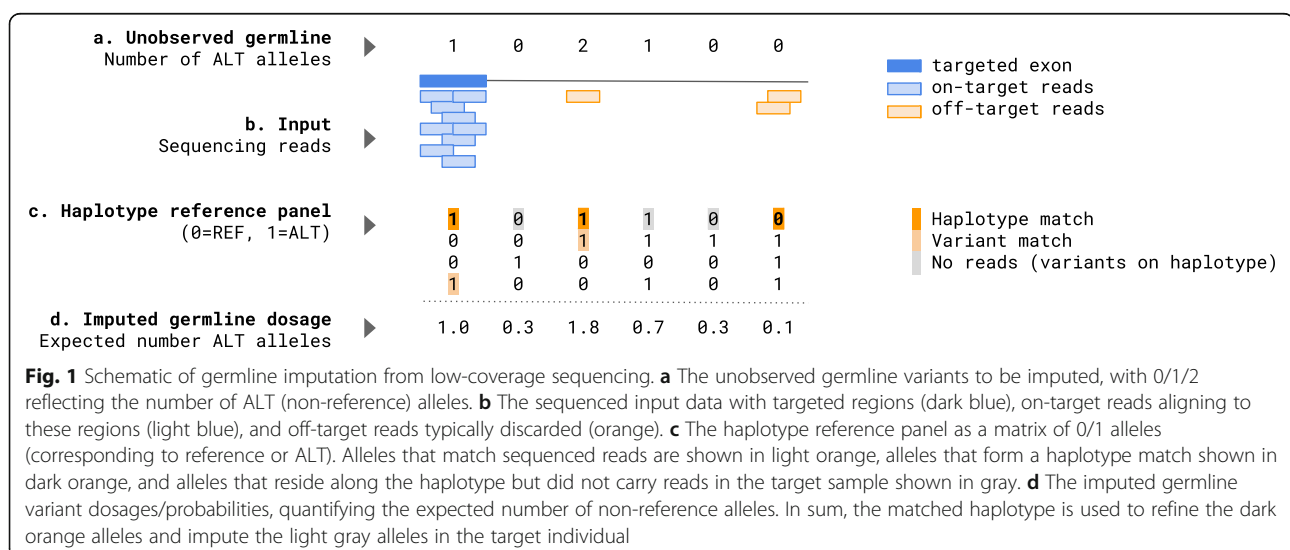 a. Unobserved germline
Number of ALT alleles
1 0 2 1 0 0
targeted exon
on-target reads
off-target reads
b. Input
Sequencing reads
c. Haplotype reference panel
(0=REF, 1=ALT)
1 0 1 1 0 0
0 0 1 1 1 1
0 1 0 0 0 1
1 0 0 1 0 1
Haplotype match
Variant match
No reads (variants on haplotype)
d. Imputed germline dosage
Expected number ALT alleles
1.0 0.3 1.8 0.7 0.3 0.1
Fig. 1 Schematic of germline imputation from low-coverage sequencing. a The unobserved germline variants to be imputed, with 0/1/2
reflecting the number of ALT (non-reference) alleles. b The sequenced input data with targeted regions (dark blue), on-target reads aligning to
these regions (light blue), and off-target reads typically discarded (orange). c The haplotype reference panel as a matrix of 0/1 alleles
(corresponding to reference or ALT). Alleles that match sequenced reads are shown in light orange, alleles that form a haplotype match shown in
dark orange, and alleles that reside along the haplotype but did not carry reads in the target sample shown in gray. d The imputed germline
variant dosages/probabilities, quantifying the expected number of non-reference alleles. In sum, the matched haplotype is used to refine the dark
orange alleles and impute the light gray alleles in the target individual